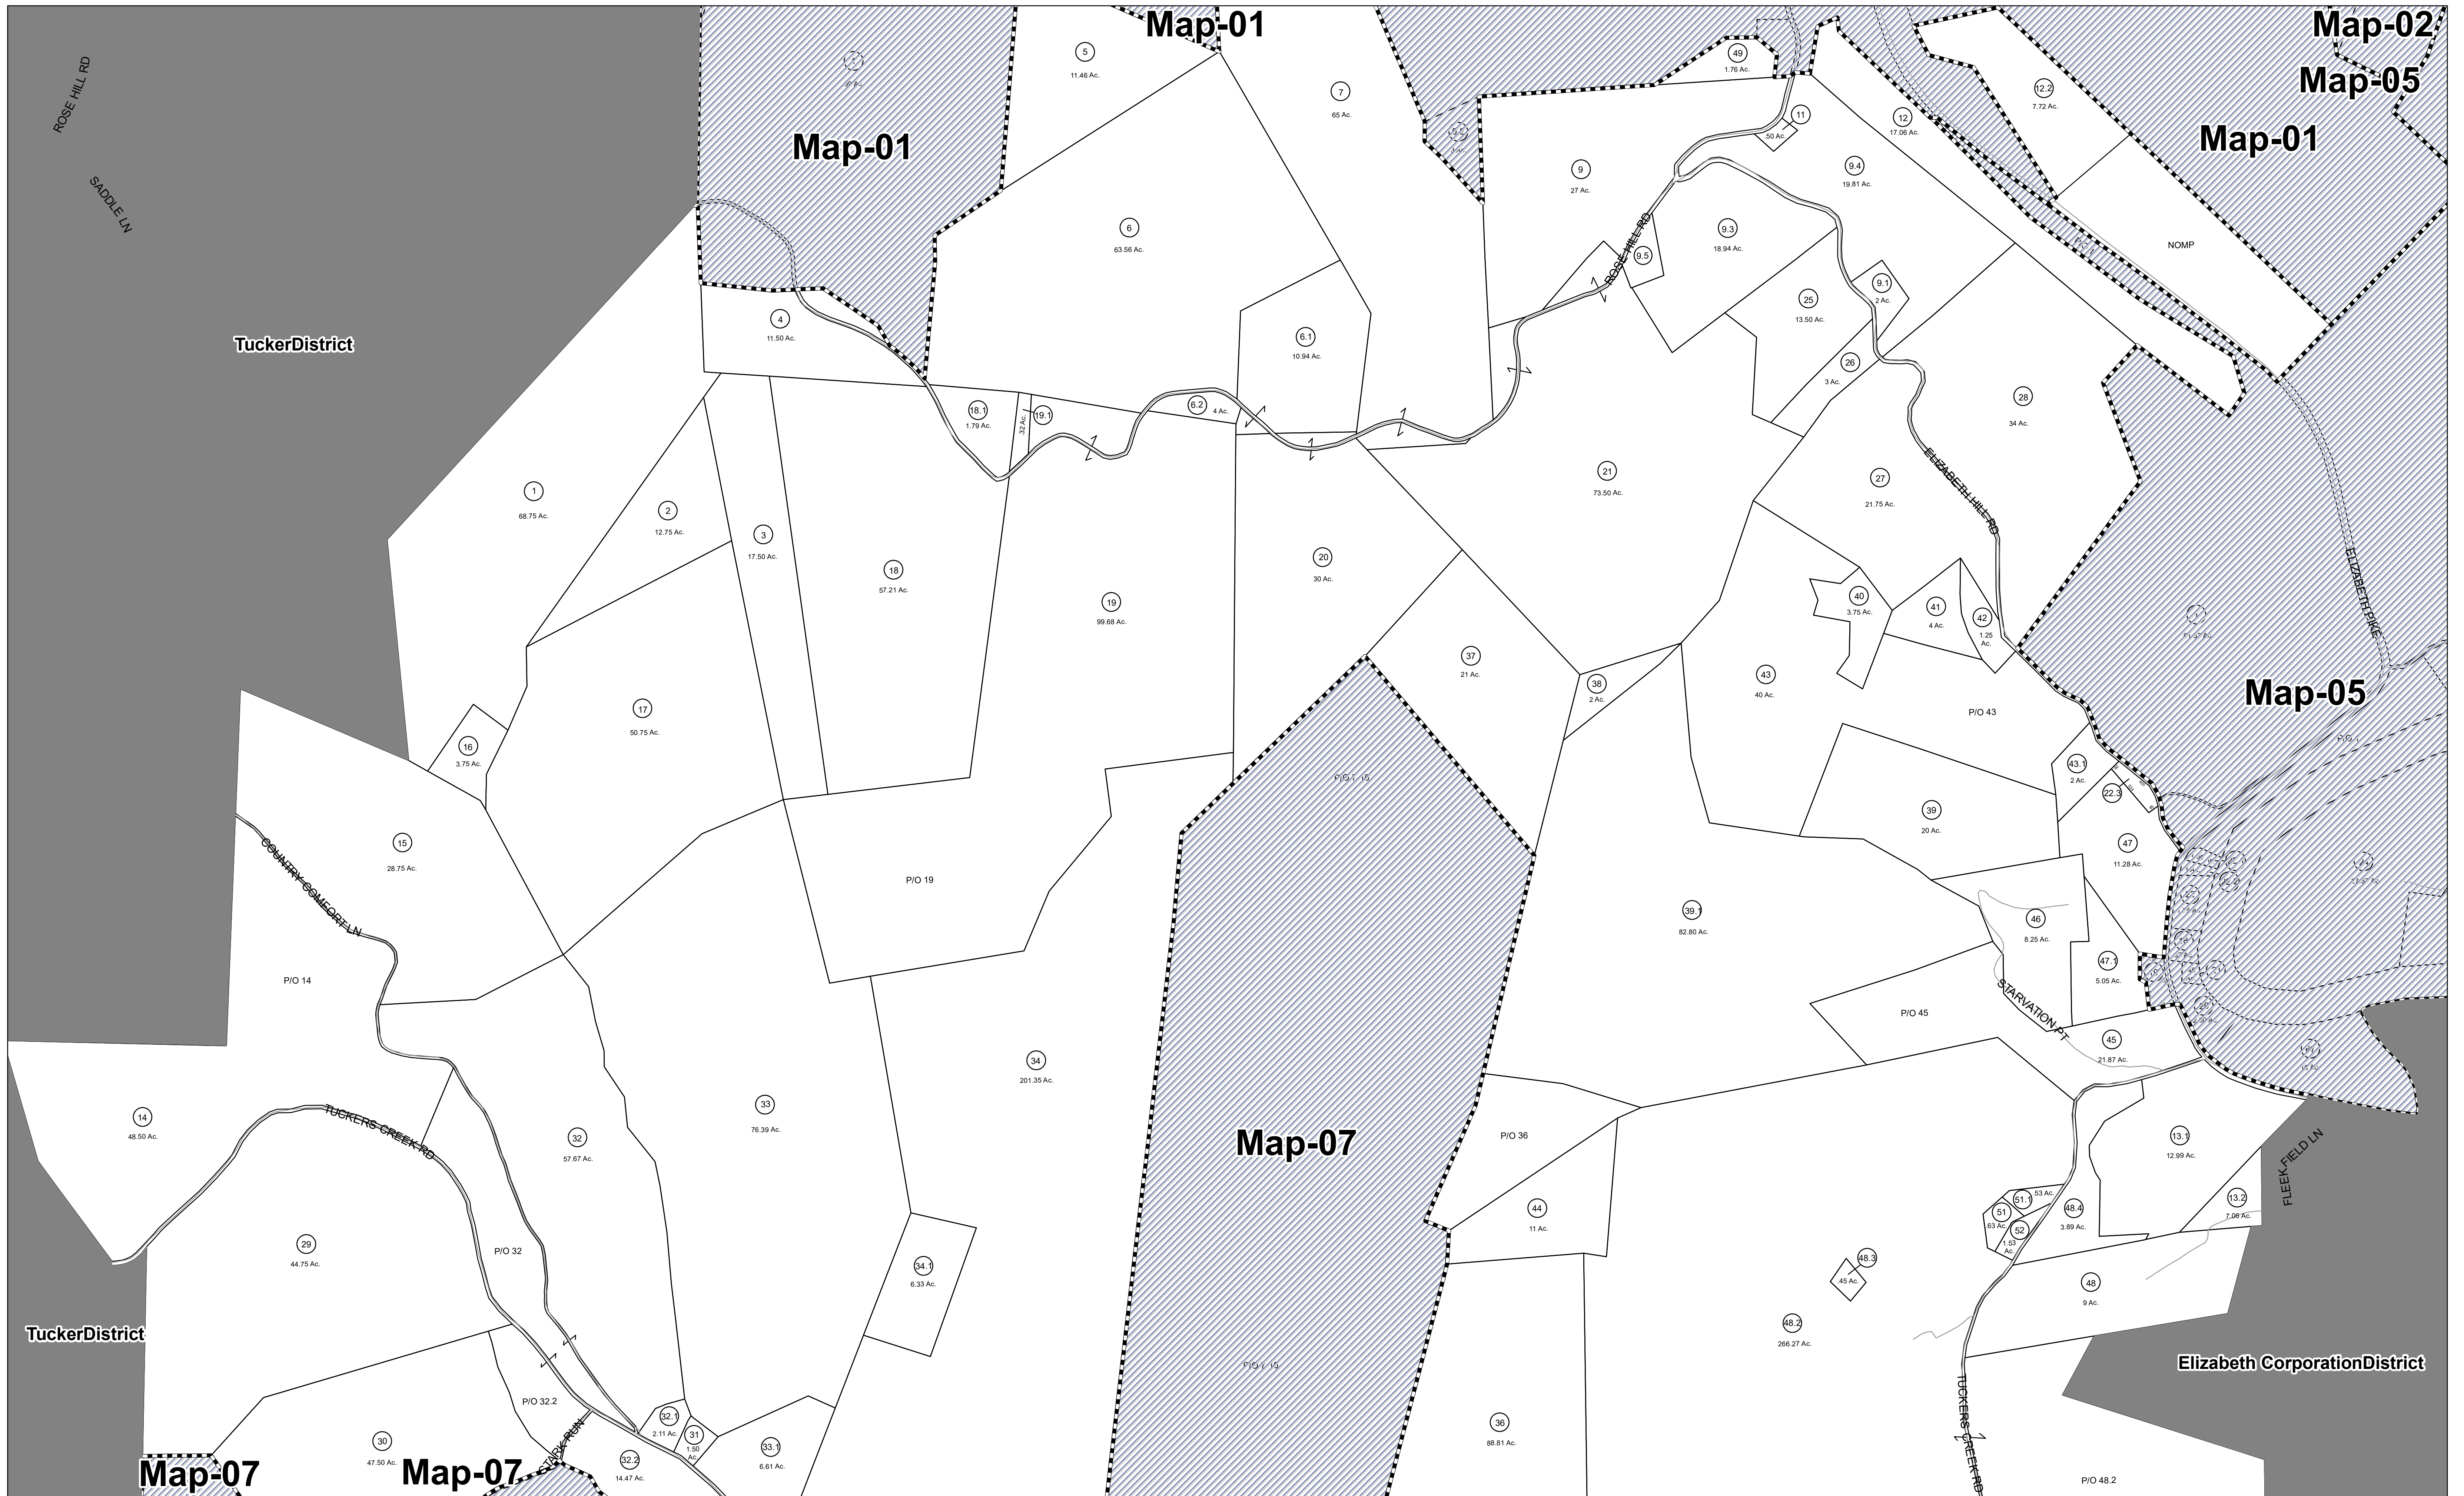 Map-01
Map-02
Map-05
Map-01
Map-01
ROSE HILL RD
SADDLE LN
TuckerDistrict
5
11.46 Ac.
7
65 Ac.
49
1.76 Ac.
11
.50 Ac.
12
17.06 Ac.
12.2
7.72 Ac.
NOMP
9
27 Ac.
9.4
19.81 Ac.
6
63.56 Ac.
9.3
18.94 Ac.
ROSE HILL RD
9.5
9.1
2 Ac.
25
13.50 Ac.
4
11.50 Ac.
6.1
10.94 Ac.
26
3 Ac.
28
34 Ac.
18.1
1.79 Ac.
.32 Ac.
19.1
6.2
4 Ac.
1
68.75 Ac.
2
12.75 Ac.
3
17.50 Ac.
18
57.21 Ac.
19
99.68 Ac.
20
30 Ac.
21
73.50 Ac.
27
21.75 Ac.
ELIZABETH HILL RD
ELIZABETH PIKE
40
3.75 Ac.
41
4 Ac.
42
1.25
Ac.
37
21 Ac.
38
2 Ac.
43
40 Ac.
P/O 43
Map-05
16
3.75 Ac.
17
50.75 Ac.
43.1
2 Ac.
22.3
39
20 Ac.
47
11.28 Ac.
15
28.75 Ac.
COUNTRY COMFORT LN
P/O 19
39.1
82.80 Ac.
46
8.25 Ac.
47.1
5.05 Ac.
P/O 14
P/O 45
STARVATION PT
45
21.87 Ac.
34
201.35 Ac.
14
48.50 Ac.
TUCKERS CREEK RD
32
57.67 Ac.
33
76.39 Ac.
Map-07
P/O 36
13.1
12.99 Ac.
FLEEK FIELD LN
44
11 Ac.
51.1
.53 Ac.
51
.63 Ac.
52
1.53
Ac.
48.4
3.89 Ac.
13.2
7.06 Ac.
29
44.75 Ac.
P/O 32
34.1
6.33 Ac.
48.3
.45 Ac.
48
9 Ac.
48.2
266.27 Ac.
TuckerDistrict
Elizabeth CorporationDistrict
P/O 32.2
STARK RUN
32.1
2.11 Ac.
31
1.50
Ac.
33.1
6.61 Ac.
36
88.81 Ac.
TUCKERS CREEK RD
30
47.50 Ac.
32.2
14.47 Ac.
Map-07
Map-07
P/O 48.2